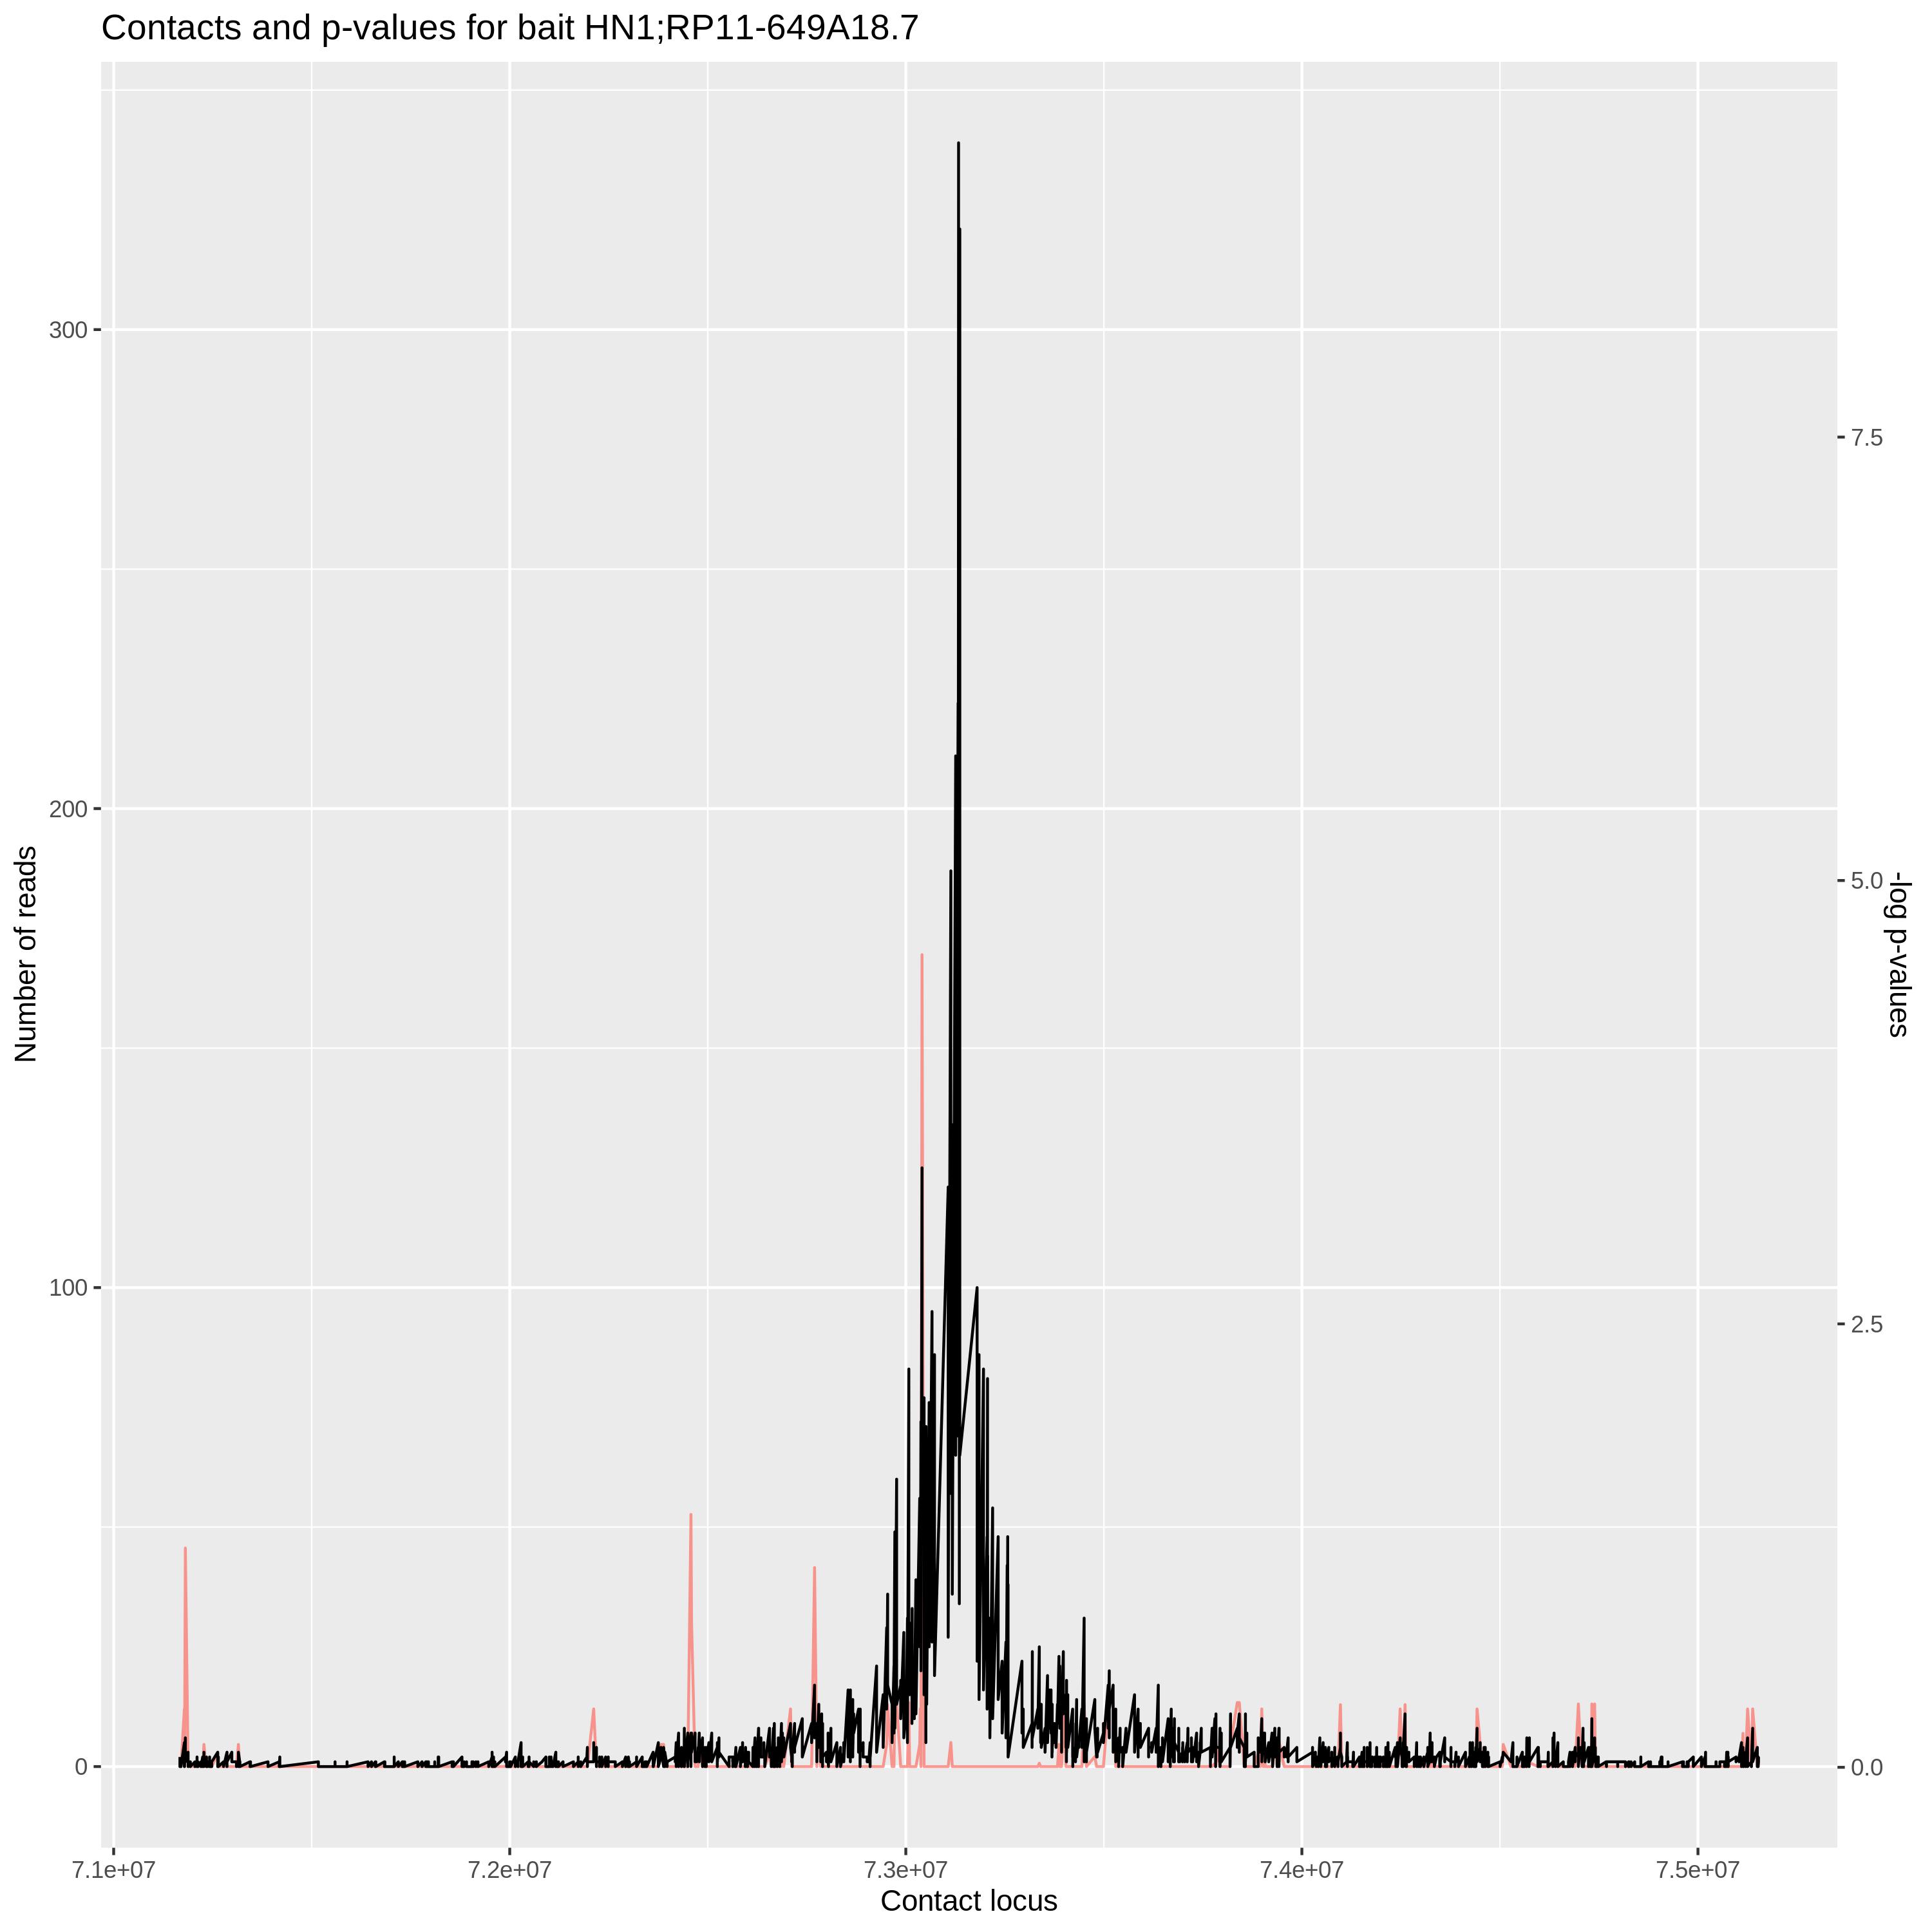 Contacts and p-values for bait HN1;RP11-649A18.7
300
200
100
0
Number of reads
7.5
5.0
2.5
0.0
-log p-values
7.1e+07
7.2e+07
7.3e+07
7.4e+07
7.5e+07
Contact locus